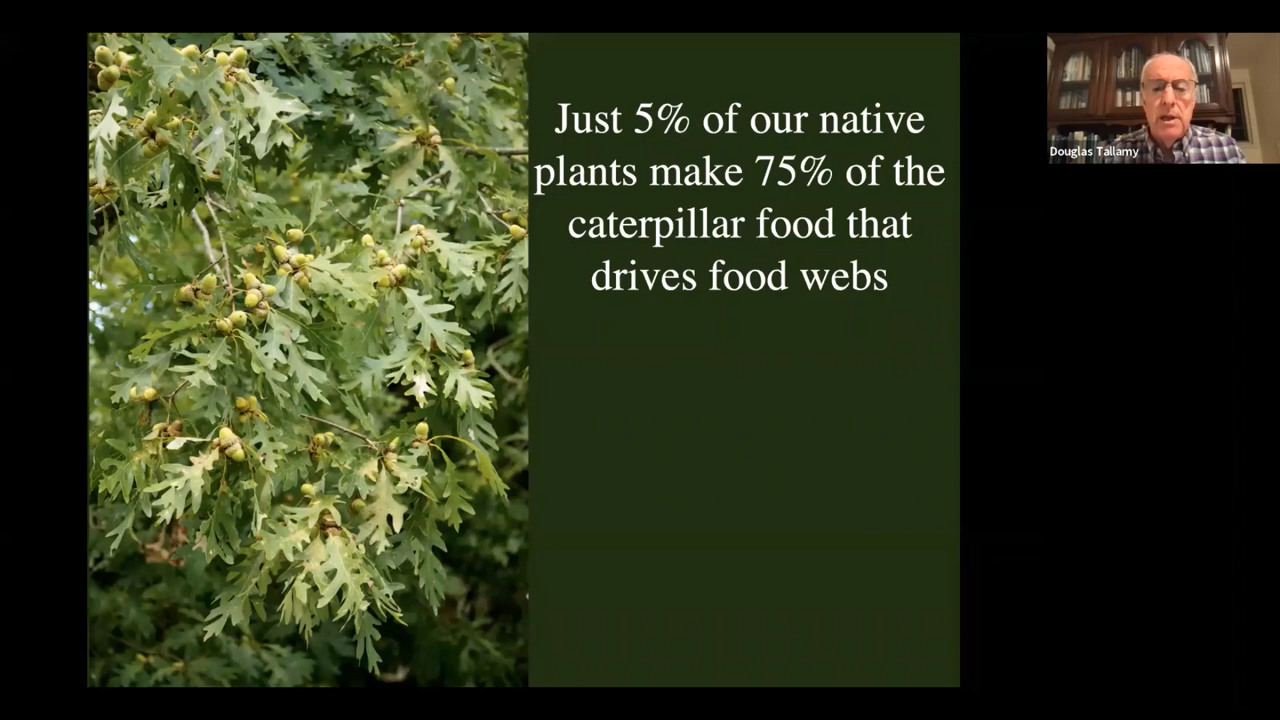 Just 5% of our native
plants make 75% of the
caterpillar food that
drives food webs
Douglas Tallamy